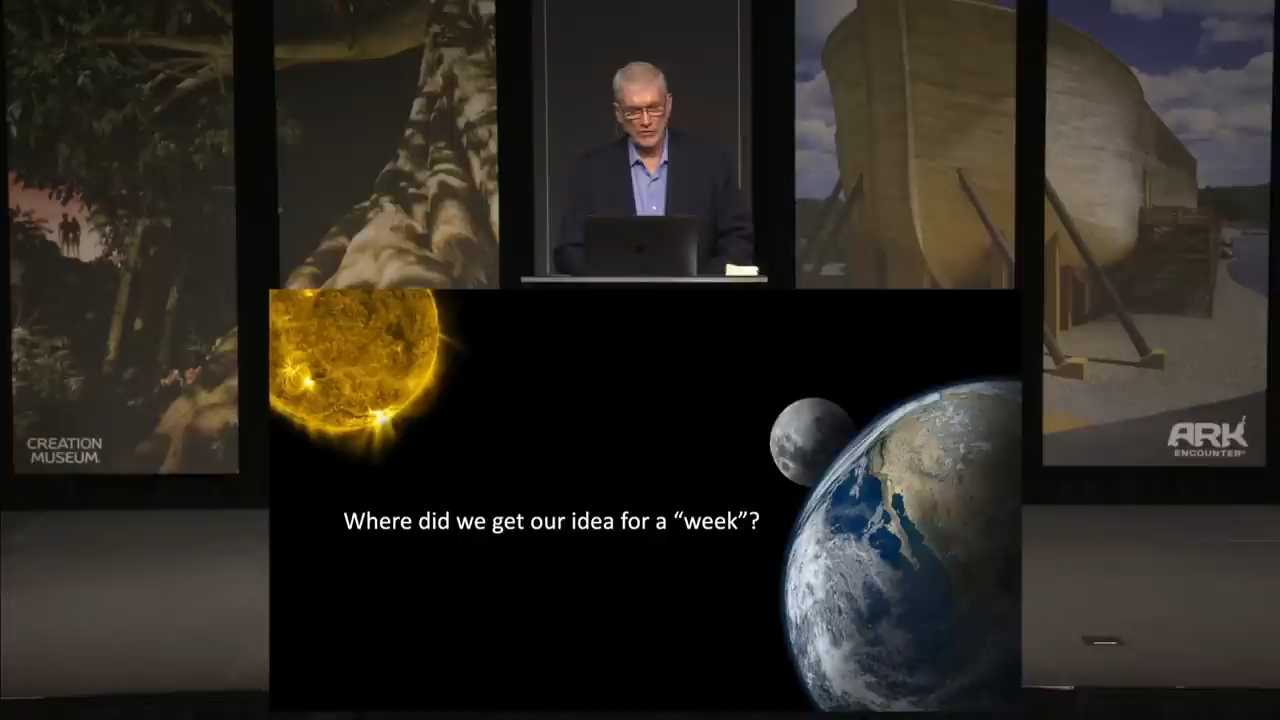 CREATION
MUSEUM
ARK
ENCOUNTER
Where did we get our idea for a “week”?